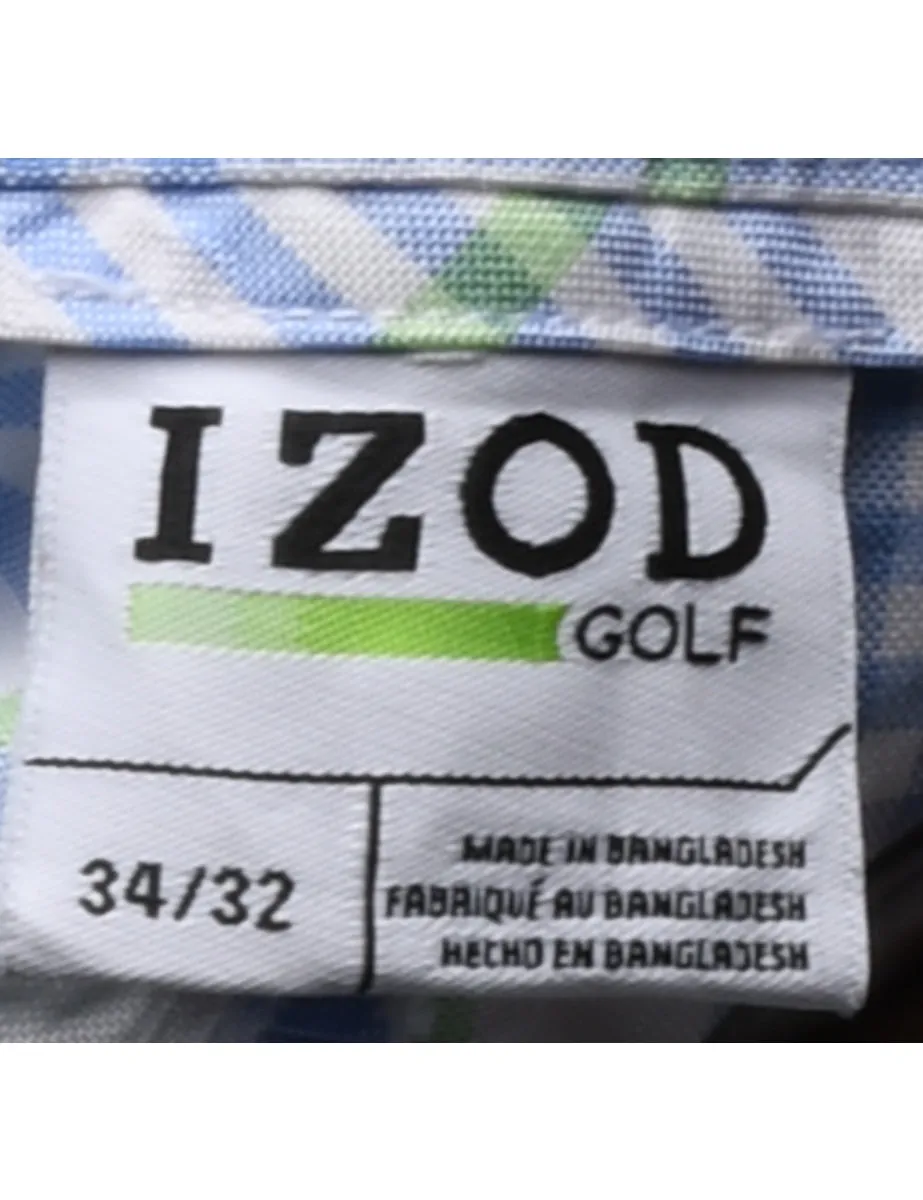 IZOD
GOLF
34/32
MADE IN BANGLADESH
FABRIQUÉ AU BANGLADESH
HECHO EN BANGLADESH